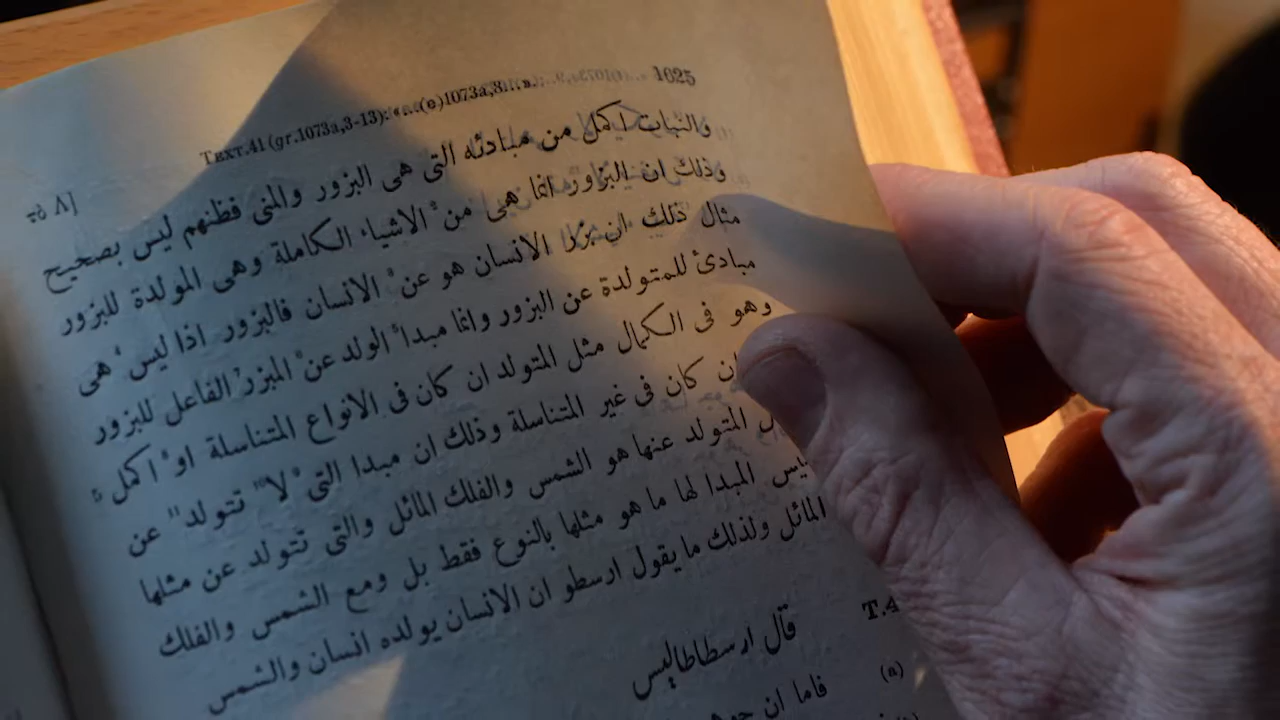 TEXT.41 (gr.1073a,3-13): 1625
والنبات اكمل من مبادئه التى هى البزور والمنى فظنهم ليس بصحيح
وذلك ان البزور انما هى من الاشياء الكاملة وهى المولدة للبزور
مثال ذلك ان بزر الانسان هو عن الانسان فالبزور اذا ليس هى
مبادئ للمتولدة عن البزور وانما مبدا الولد عن المبزر الفاعل للبزور
وهو فى الكمال مثل المتولد ان كان فى الانواع المتناسلة او اكمل
ان كان فى غير المتناسلة وذلك ان مبدا التى لا تتولد عن
المتولد عنها هو الشمس والفلك المائل والتى تتولد عن مثلها
المبدا لها ما هو مثلها بالنوع فقط بل ومع الشمس والفلك
المائل ولذلك ما يقول ارسطو ان الانسان يولده انسان والشمس
قال ارسطاطاليس
(a) فاما ان